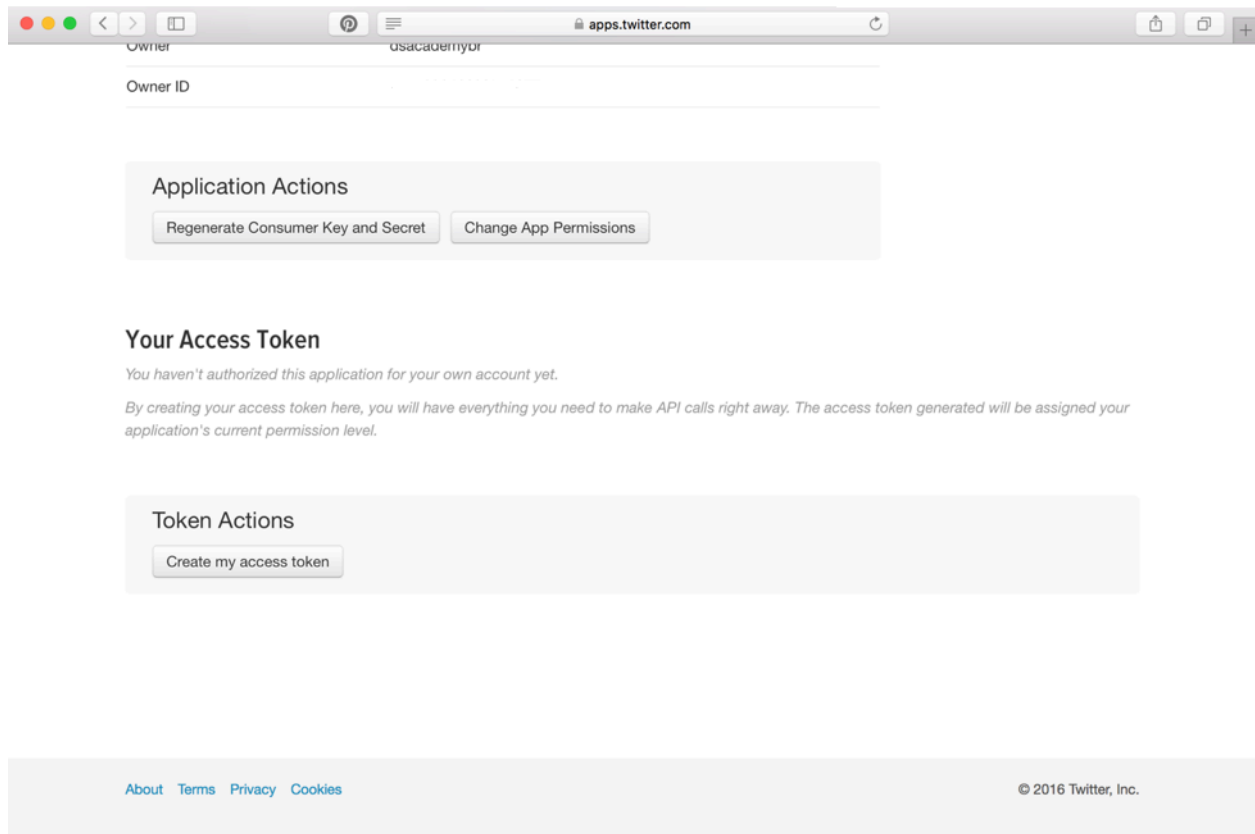 apps.twitter.com
Owner dsacademybr
Owner ID
Application Actions
Regenerate Consumer Key and Secret Change App Permissions
Your Access Token
You haven't authorized this application for your own account yet.
By creating your access token here, you will have everything you need to make API calls right away. The access token generated will be assigned your
application's current permission level.
Token Actions
Create my access token
About Terms Privacy Cookies © 2016 Twitter, Inc.